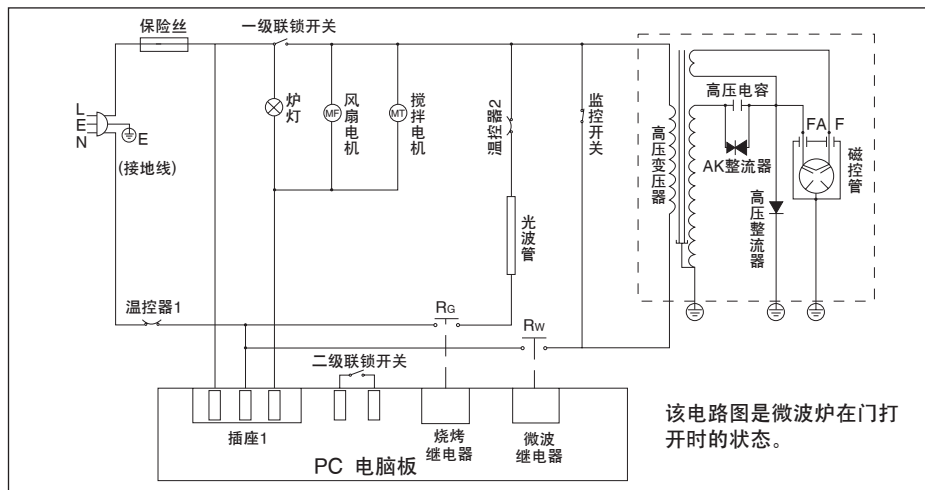 保险丝
一级联锁开关
L
E
N
E
(接地线)
炉灯
MF
风扇电机
MT
搅拌电机
温控器2
监控开关
光波管
高压变压器
高压电容
AK整流器
高压整流器
FA F
磁控管
温控器1
RG
RW
二级联锁开关
插座1
烧烤
继电器
微波
继电器
PC 电脑板
该电路图是微波炉在门打
开时的状态。